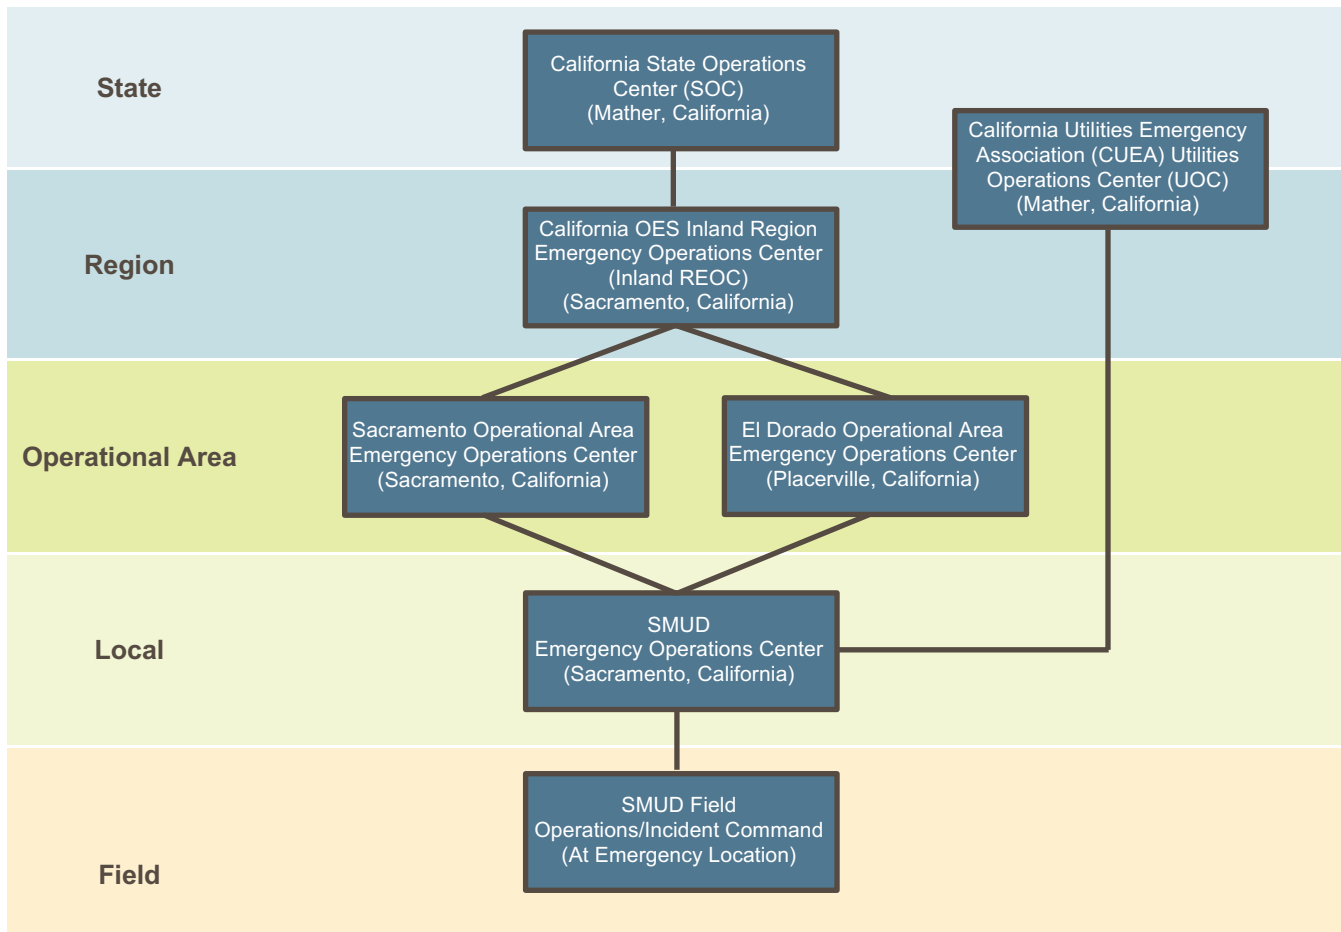 State
California State Operations
Center (SOC)
(Mather, California)
California Utilities Emergency
Association (CUEA) Utilities
Operations Center (UOC)
(Mather, California)
Region
California OES Inland Region
Emergency Operations Center
(Inland REOC)
(Sacramento, California)
Operational Area
Sacramento Operational Area
Emergency Operations Center
(Sacramento, California)
El Dorado Operational Area
Emergency Operations Center
(Placerville, California)
Local
SMUD
Emergency Operations Center
(Sacramento, California)
Field
SMUD Field
Operations/Incident Command
(At Emergency Location)